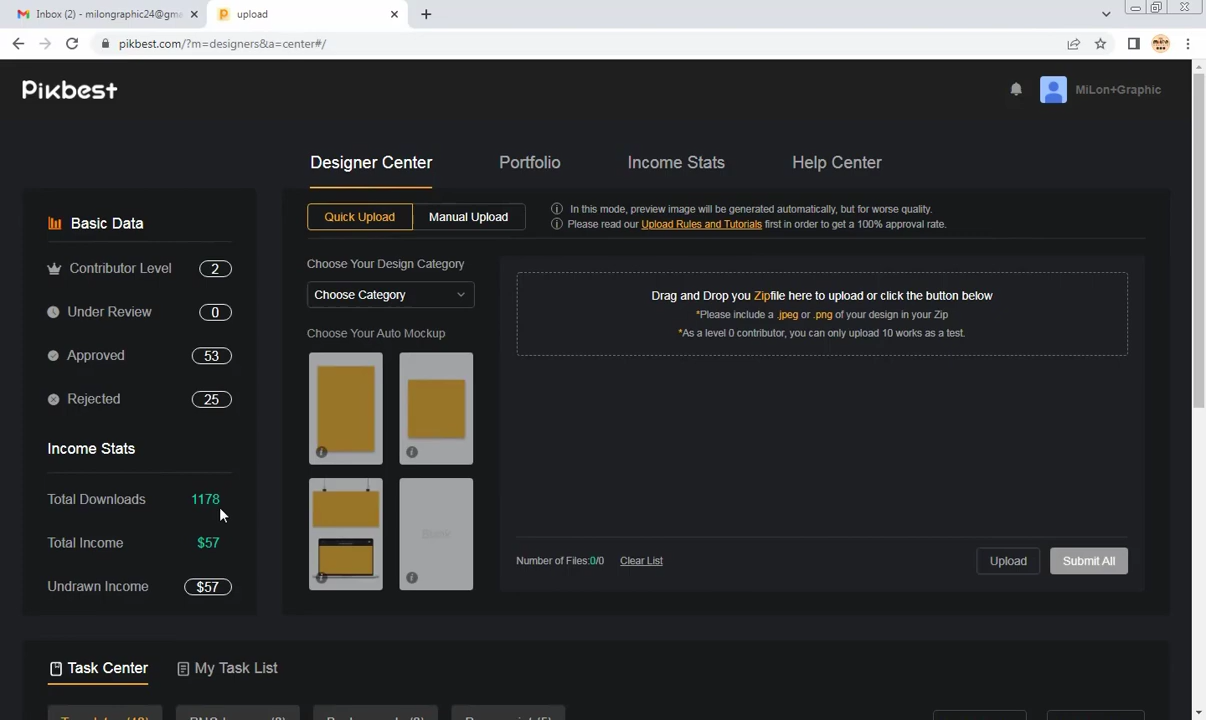 Inbox (2) - milongraphic24@gm
upload
pikbest.com/?m=designers&a=center#/
Pikbest
MiLon+Graphic
Designer Center
Portfolio
Income Stats
Help Center
Basic Data
Contributor Level 2
Under Review 0
Approved 53
Rejected 25
Income Stats
Total Downloads 1178
Total Income $57
Undrawn Income $57
Quick Upload
Manual Upload
In this mode, preview image will be generated automatically, but for worse quality.
Please read our Upload Rules and Tutorials first in order to get a 100% approval rate.
Choose Your Design Category
Choose Category
Choose Your Auto Mockup
Blank
Drag and Drop you Zipfile here to upload or click the button below
*Please include a .jpeg or .png of your design in your Zip
*As a level 0 contributor, you can only upload 10 works as a test.
Number of Files:0/0
Clear List
Upload
Submit All
Task Center
My Task List